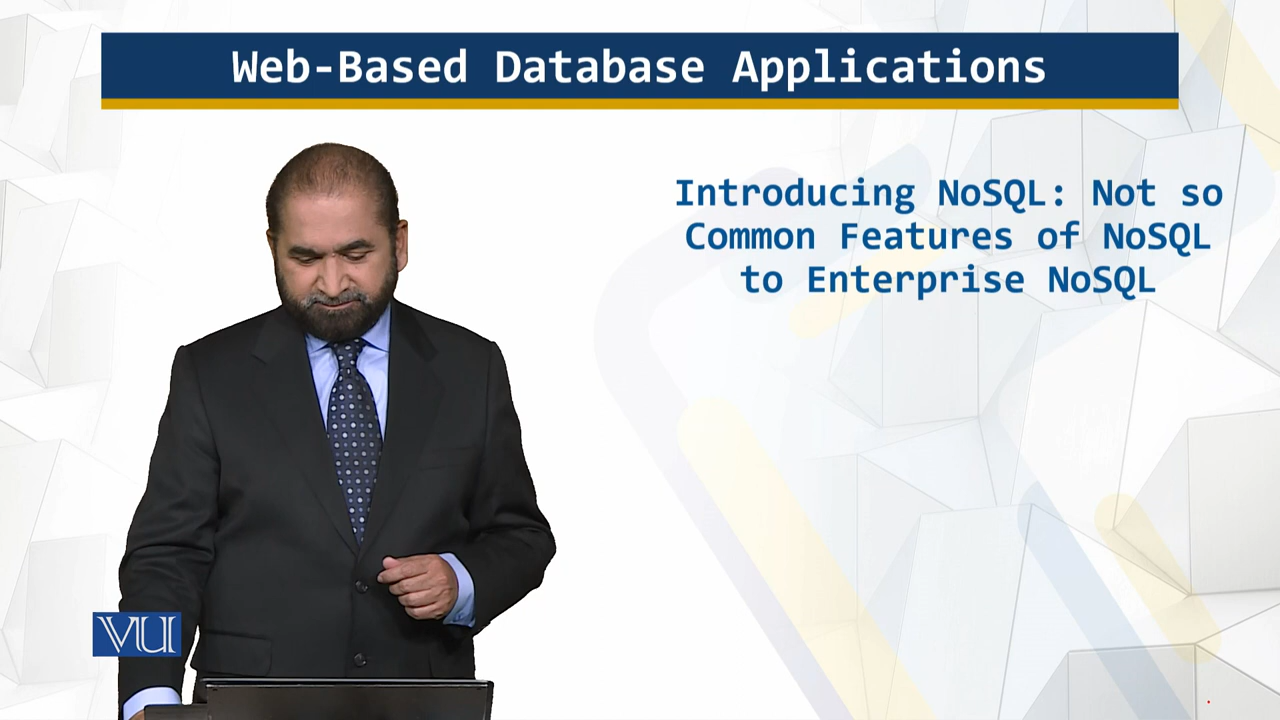 Web-Based Database Applications
Introducing NoSQL: Not so
Common Features of NoSQL
to Enterprise NoSQL
VU